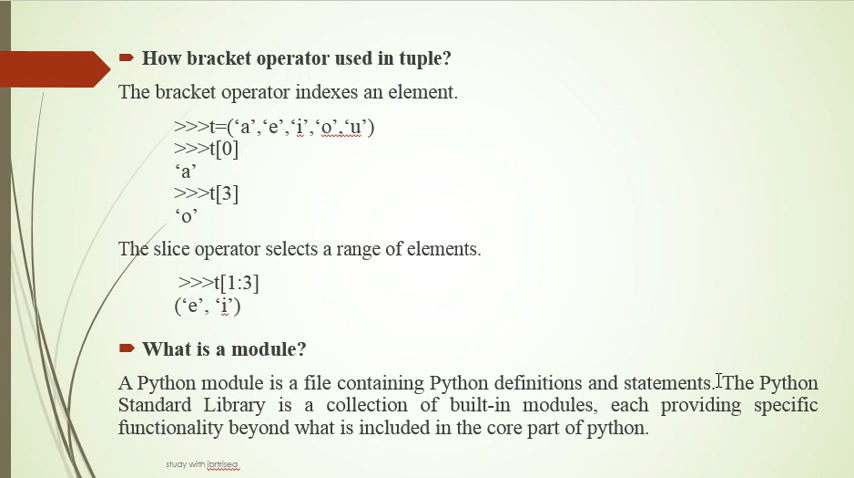 How bracket operator used in tuple?
The bracket operator indexes an element.
>>>t=(‘a’,‘e’,‘i’,‘o’,‘u’)
>>>t[0]
‘a’
>>>t[3]
‘o’
The slice operator selects a range of elements.
>>>t[1:3]
(‘e’, ‘i’)
What is a module?
A Python module is a file containing Python definitions and statements. The Python
Standard Library is a collection of built-in modules, each providing specific
functionality beyond what is included in the core part of python.
study with